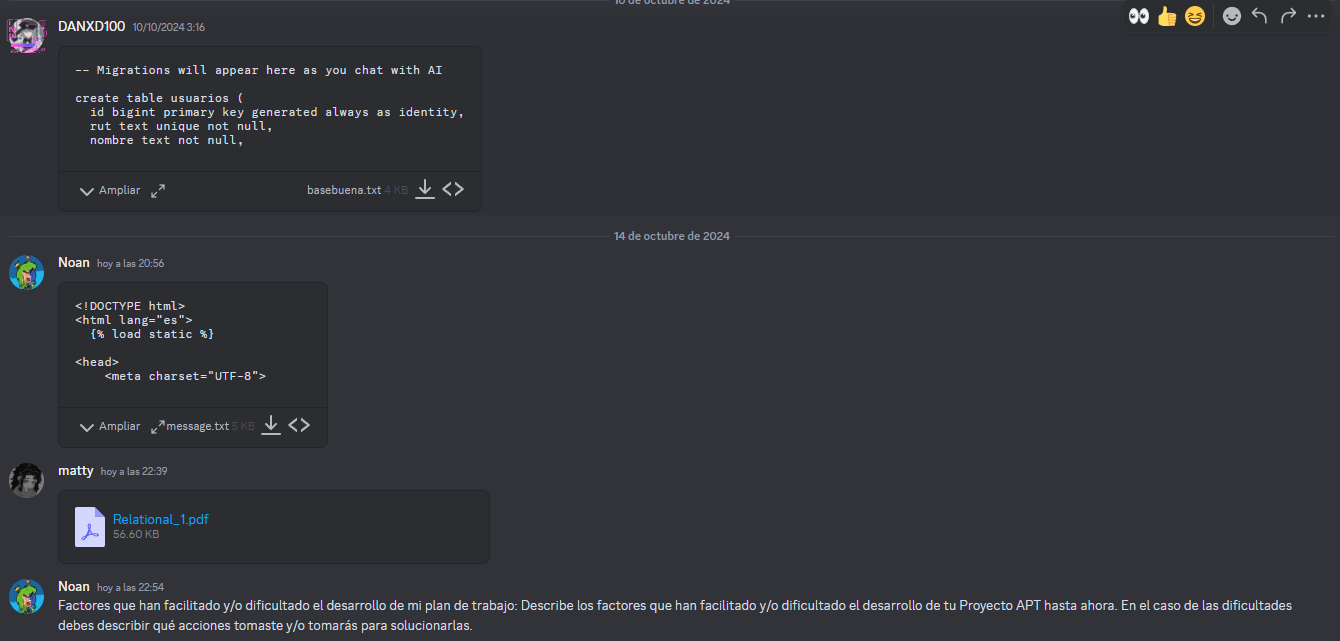 10 de octubre de 2024
DANXD100 10/10/2024 3:16
-- Migrations will appear here as you chat with AI
create table usuarios (
id bigint primary key generated always as identity,
rut text unique not null,
nombre text not null,
Ampliar basebuena.txt 4 KB <>
14 de octubre de 2024
Noan hoy a las 20:56
<!DOCTYPE html>
<html lang="es">
{% load static %}
<head>
<meta charset="UTF-8">
Ampliar message.txt 5 KB <>
matty hoy a las 22:39
Relational_1.pdf
56.60 KB
Noan hoy a las 22:54
Factores que han facilitado y/o dificultado el desarrollo de mi plan de trabajo: Describe los factores que han facilitado y/o dificultado el desarrollo de tu Proyecto APT hasta ahora. En el caso de las dificultades
debes describir qué acciones tomaste y/o tomarás para solucionarlas.